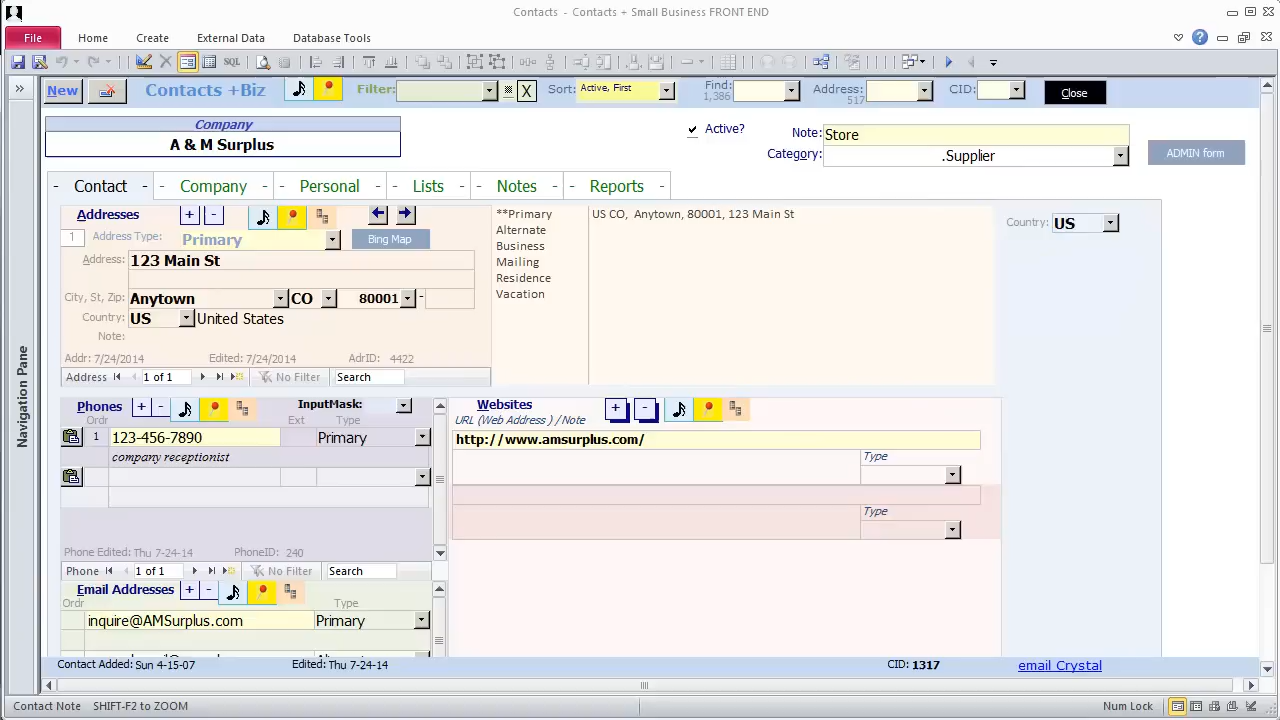 Contacts - Contacts + Small Business FRONT END
File Home Create External Data Database Tools
SQL
New Contacts +Biz Filter: X Sort: Active, First Find: 1,386 Address: 517 CID: Close
Company
A & M Surplus
Active? Note: Store
Category: .Supplier ADMIN form
- Contact - - Company - - Personal - - Lists - - Notes - - Reports -
Addresses + -
1 Address Type: Primary Bing Map
Address: 123 Main St
City, St, Zip: Anytown CO 80001 -
Country: US United States
Note:
Addr: 7/24/2014 Edited: 7/24/2014 AdrID: 4422
Address 1 of 1 No Filter Search
**Primary US CO, Anytown, 80001, 123 Main St
Alternate
Business
Mailing
Residence
Vacation
Country: US
Phones + - InputMask:
Ordr Ext Type
1 123-456-7890 Primary
company receptionist
Phone Edited: Thu 7-24-14 PhoneID: 240
Phone 1 of 1 No Filter Search
Websites + -
URL (Web Address ) / Note
http://www.amsurplus.com/
Type
Type
Email Addresses + -
Ordr Type
inquire@AMSurplus.com Primary
Contact Added: Sun 4-15-07 Edited: Thu 7-24-14 CID: 1317 email Crystal
Navigation Pane
Contact Note SHIFT-F2 to ZOOM Num Lock